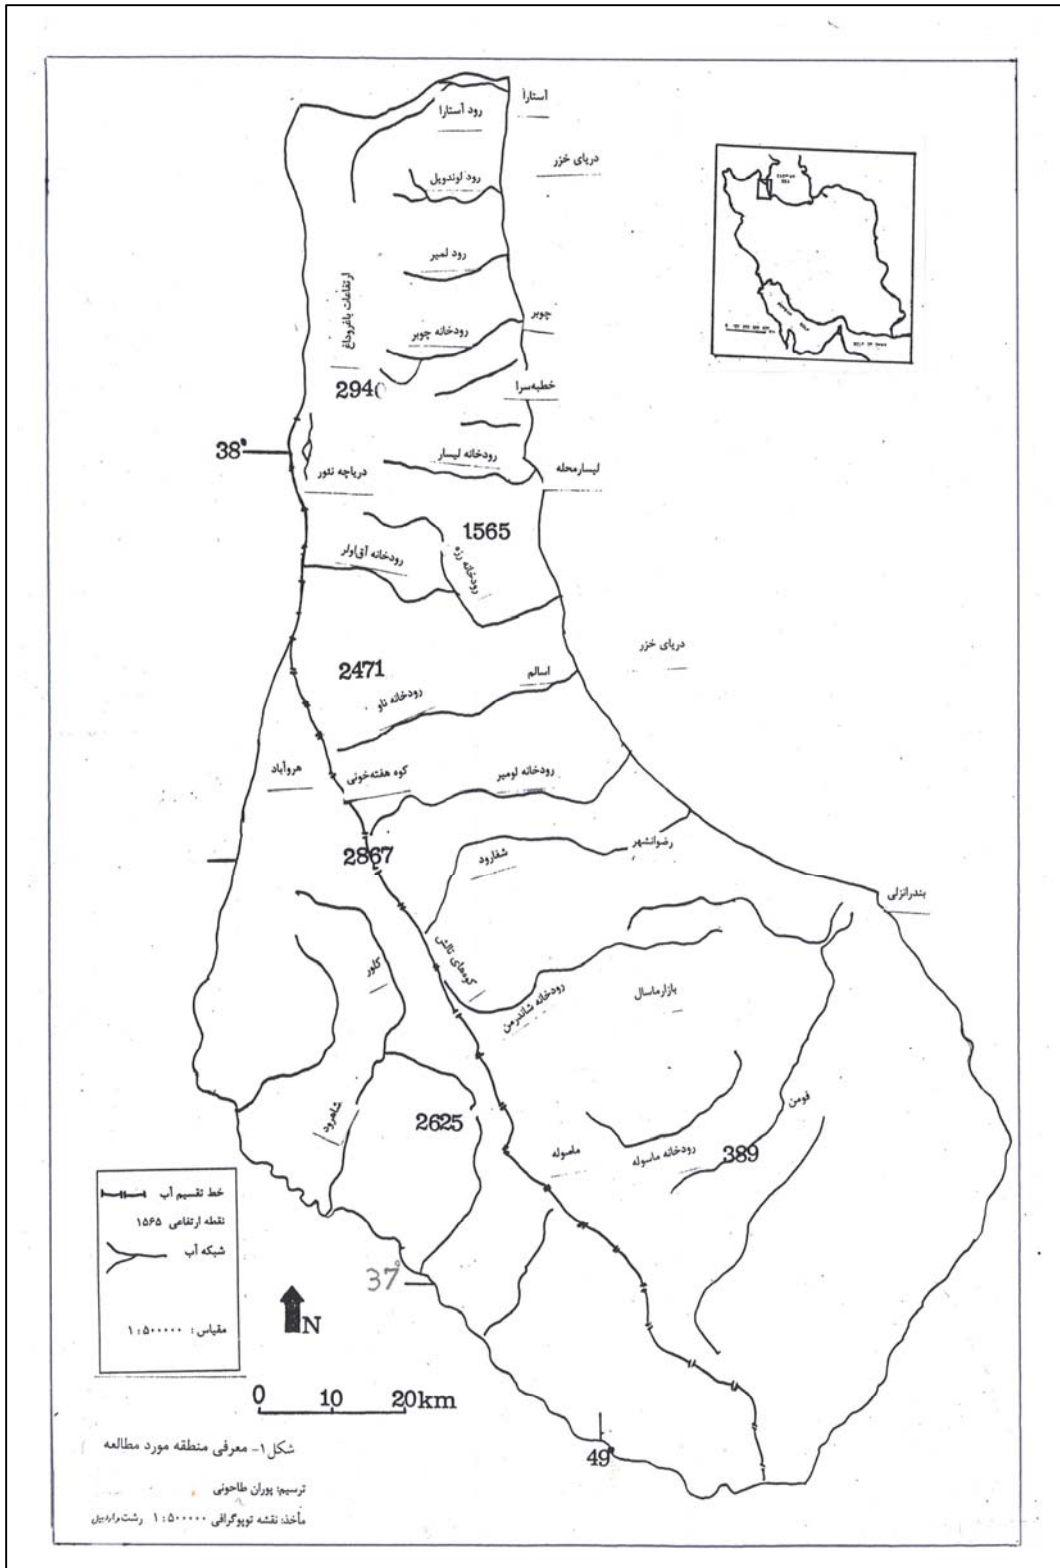 آستارا
رود آستارا
دریای خزر
رود لوندویل
رود لمیر
ارتفاعات باغروداغ
چوبر
رودخانه چوبر
294
خطبه‌سرا
38°
رودخانه لیسار
لیسارمحله
دریاچه نئور
1565
رودخانه آق‌اولر
رودخانه رزه
دریای خزر
2471
اسالم
رودخانه ناو
هروآباد
کوه هفته‌خونی
رودخانه لومیر
2867
شفارود
رضوانشهر
بندرانزلی
کلور
کوه‌های تالش
رودخانه شاندرمن
بازارماسال
شاهرود
2625
فومن
ماسوله
رودخانه ماسوله
389
خط تقسیم آب
نقطه ارتفاعی ۱۵۶۵
شبکه آب
مقیاس: ۱:۵۰۰۰۰۰
37°
N
0 10 20km
49
شکل ۱- معرفی منطقه مورد مطالعه
ترسیم: پوران طاحونی
مأخذ: نقشه توپوگرافی ۱:۵۰۰۰۰۰ رشت و اردبیل